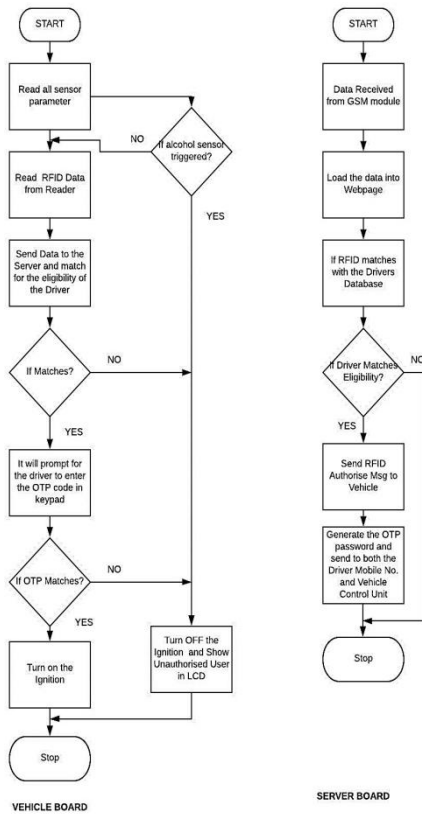 START
Read all sensor
parameter
NO
If alcohol sensor
triggered?
YES
Read RFID Data
from Reader
Send Data to the
Server and match
for the eligibility of
the Driver
If Matches?
NO
YES
It will prompt for
the driver to enter
the OTP code in
keypad
If OTP Matches?
NO
YES
Turn on the
Ignition
Turn OFF the
Ignition and Show
Unauthorised User
in LCD
Stop
VEHICLE BOARD
START
Data Received
from GSM module
Load the data into
Webpage
If RFID matches
with the Drivers
Database
If Driver Matches
Eligibility?
NO
YES
Send RFID
Authorise Msg to
Vehicle
Generate the OTP
password and
send to both the
Driver Mobile No.
and Vehicle
Control Unit
Stop
SERVER BOARD